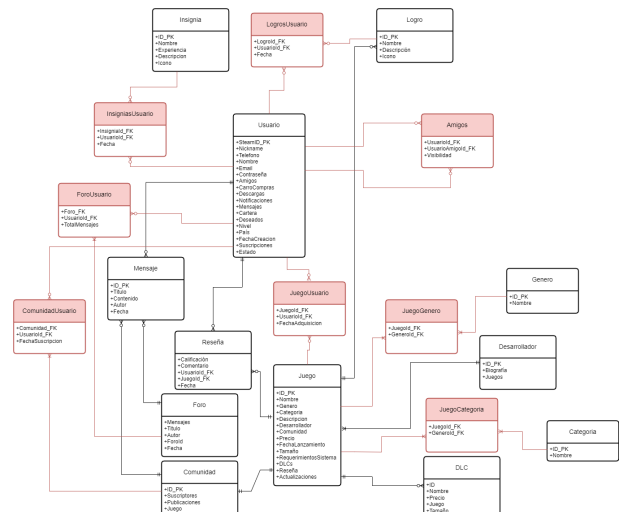 Insignia
+ID_PK
+Nombre
+Experiencia
+Descripcion
+Icono
LogrosUsuario
+LogroId_FK
+UsuarioId_FK
+Fecha
Logro
+ID_PK
+Nombre
+Descripción
+Icono
InsigniasUsuario
+InsigniaId_FK
+UsuarioId_FK
+Fecha
Usuario
+SteamID_PK
+Nickname
+Telefono
+Nombre
+Email
+Contraseña
+Amigos
+CarroCompras
+Descargas
+Notificaciones
+Mensajes
+Cartera
+Deseados
+Nivel
+Pais
+FechaCreacion
+Suscripciones
+Estado
Amigos
+UsuarioId_FK
+UsuarioAmigoId_FK
+Visibilidad
ForoUsuario
+Foro_FK
+UsuarioId_FK
+TotalMensajes
Mensaje
+ID_PK
+Titulo
+Contenido
+Autor
+Fecha
ComunidadUsuario
+Comunidad_FK
+UsuarioId_FK
+FechaSuscripcion
JuegoUsuario
+JuegoId_FK
+UsuarioId_FK
+FechaAdquisicion
JuegoGenero
+JuegoId_FK
+GeneroId_FK
Genero
+ID_PK
+Nombre
Reseña
+Calificación
+Comentario
+UsuarioId_FK
+JuegoId_FK
+Fecha
Desarrollador
+ID_PK
+Biografia
+Juegos
Juego
+ID_PK
+Nombre
+Genero
+Categoria
+Descripcion
+Desarrollador
+Comunidad
+Precio
+FechaLanzamiento
+Tamaño
+RequerimientosSistema
+DLCs
+Reseña
+Actualizaciones
Foro
+Mensajes
+Titulo
+Autor
+ForoId
+Fecha
JuegoCategoria
+JuegoId_FK
+GeneroId_FK
Categoria
+ID_PK
+Nombre
Comunidad
+ID_PK
+Suscriptores
+Publicaciones
+Juego
DLC
+ID
+Nombre
+Precio
+Juego
+Tamaño